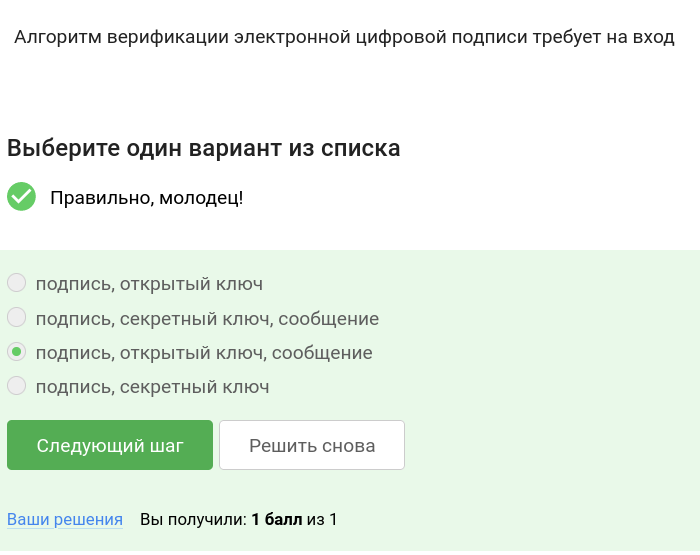 Алгоритм верификации электронной цифровой подписи требует на вход
Выберите один вариант из списка
Правильно, молодец!
подпись, открытый ключ
подпись, секретный ключ, сообщение
подпись, открытый ключ, сообщение
подпись, секретный ключ
Следующий шаг Решить снова
Ваши решения Вы получили: 1 балл из 1